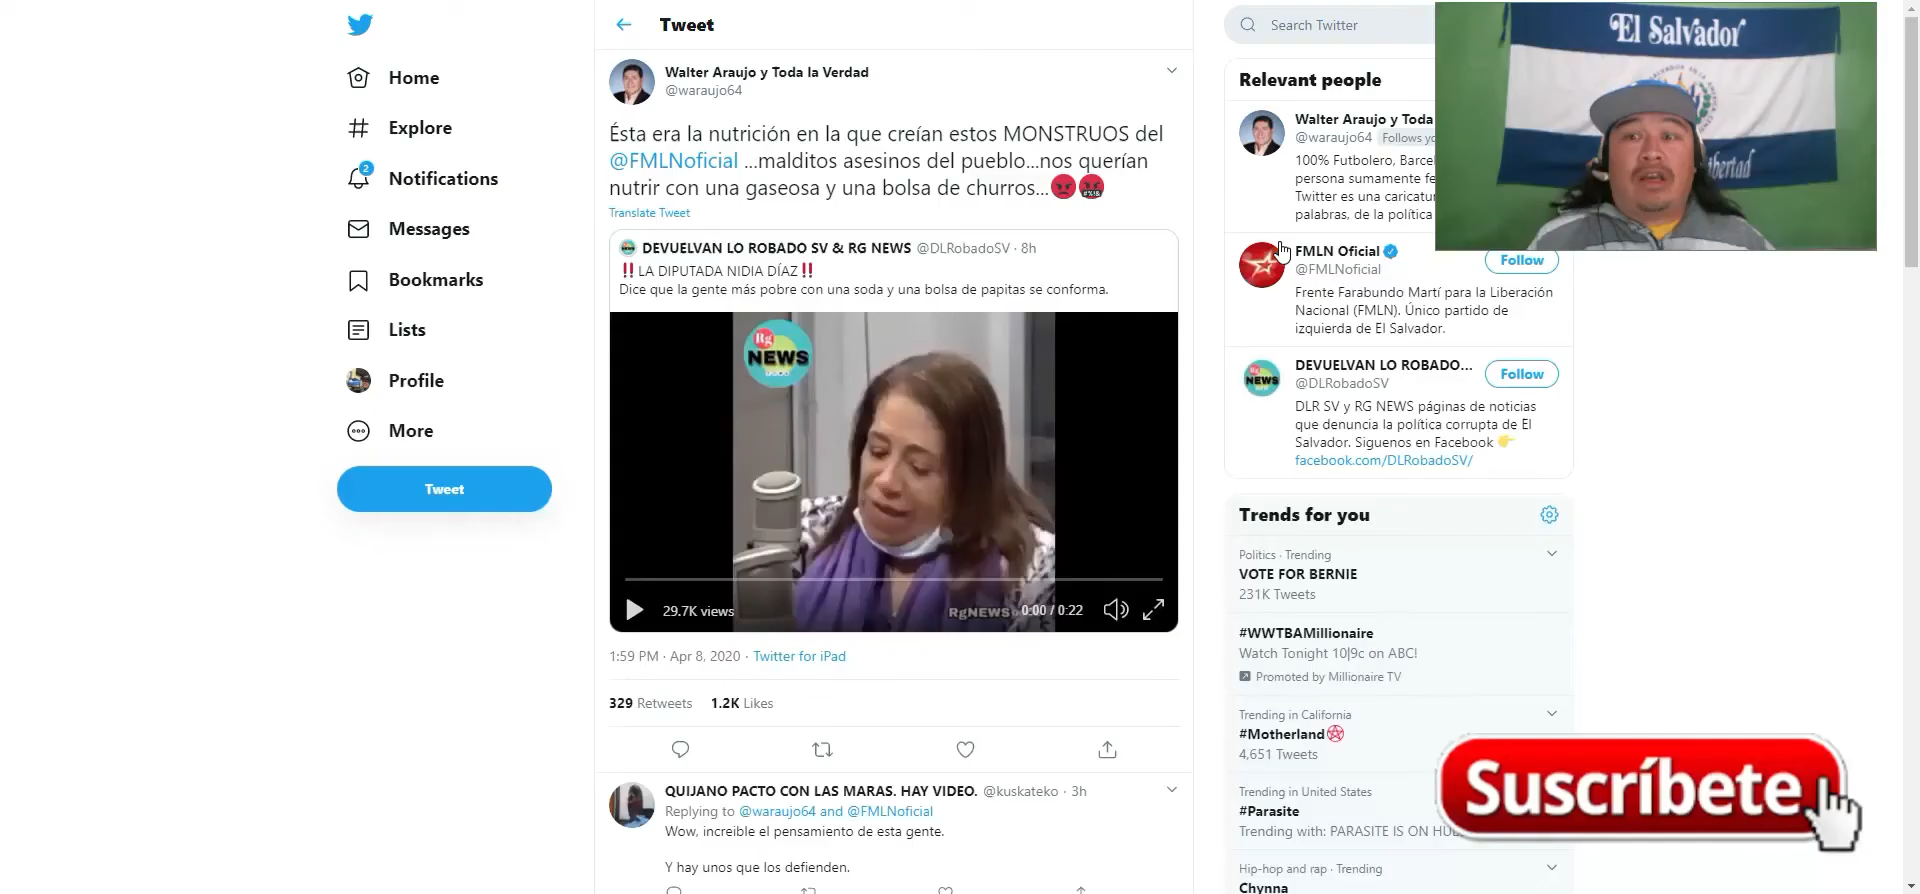 Home
Explore
2
Notifications
Messages
Bookmarks
Lists
Profile
More
Tweet
Tweet
Walter Araujo y Toda la Verdad
@waraujo64
Ésta era la nutrición en la que creían estos MONSTRUOS del
@FMLNoficial ...malditos asesinos del pueblo...nos querían
nutrir con una gaseosa y una bolsa de churros...😡🤬
Translate Tweet
DEVUELVAN LO ROBADO SV & RG NEWS @DLRobadoSV · 8h
‼️LA DIPUTADA NIDIA DÍAZ‼️
Dice que la gente más pobre con una soda y una bolsa de papitas se conforma.
Rg
NEWS
29.7K views
RgNEWS
0:00 / 0:22
1:59 PM · Apr 8, 2020 · Twitter for iPad
329 Retweets 1.2K Likes
QUIJANO PACTO CON LAS MARAS. HAY VIDEO. @kuskateko · 3h
Replying to @waraujo64 and @FMLNoficial
Wow, increible el pensamiento de esta gente.
Y hay unos que los defienden.
Search Twitter
Relevant people
Walter Araujo y Toda
@waraujo64 Follows yo
100% Futbolero, Barcel
persona sumamente fe
Twitter es una caricatur
palabras, de la política
FMLN Oficial
@FMLNoficial
Follow
Frente Farabundo Martí para la Liberación
Nacional (FMLN). Único partido de
izquierda de El Salvador.
DEVUELVAN LO ROBADO...
@DLRobadoSV
Follow
Rg
NEWS
DLR SV y RG NEWS páginas de noticias
que denuncia la política corrupta de El
Salvador. Siguenos en Facebook 👉
facebook.com/DLRobadoSV/
Trends for you
Politics · Trending
VOTE FOR BERNIE
231K Tweets
#WWTBAMillionaire
Watch Tonight 10|9c on ABC!
Promoted by Millionaire TV
Trending in California
#Motherland
4,651 Tweets
Trending in United States
#Parasite
Trending with: PARASITE IS ON HUL
Hip-hop and rap · Trending
Chynna
El Salvador
libertad
Suscríbete